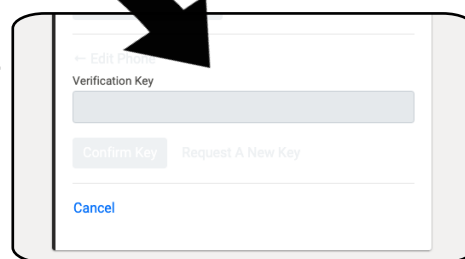 ← Edit Phone
Verification Key
Confirm Key Request A New Key
Cancel